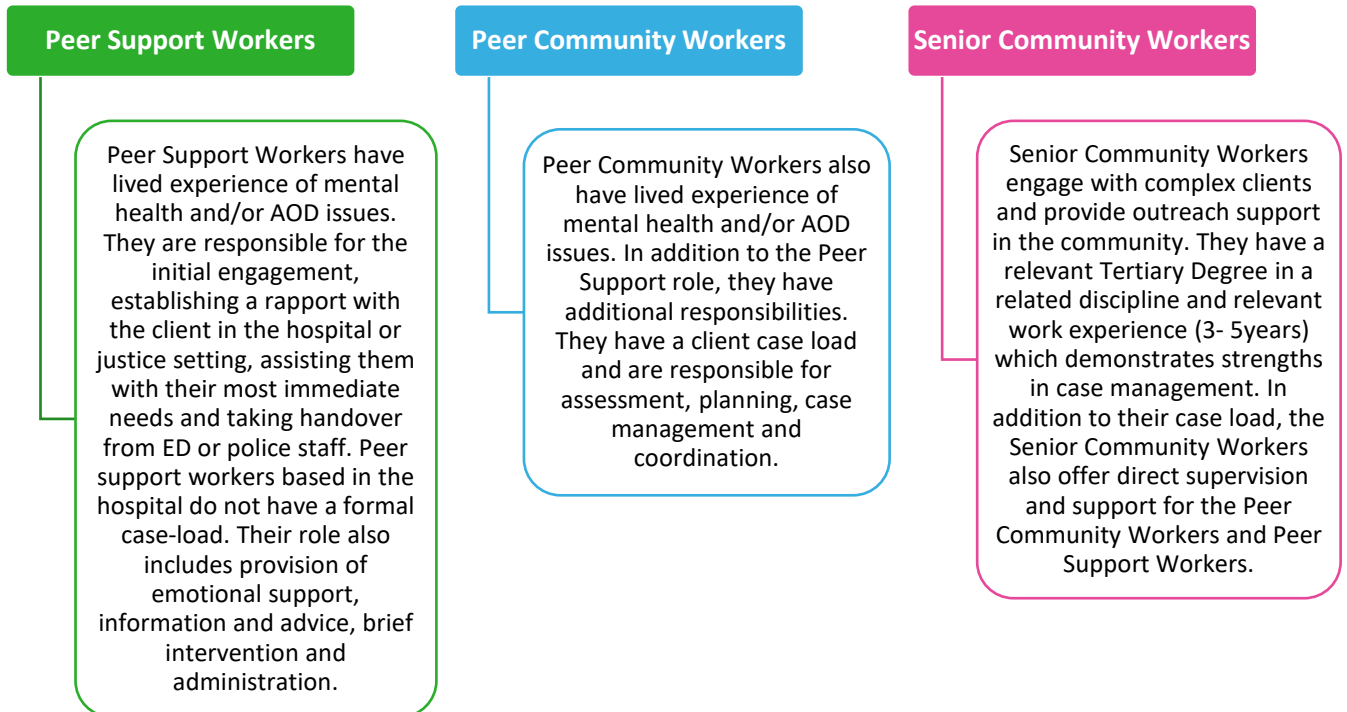 Peer Support Workers
Peer Support Workers have
lived experience of mental
health and/or AOD issues.
They are responsible for the
initial engagement,
establishing a rapport with
the client in the hospital or
justice setting, assisting them
with their most immediate
needs and taking handover
from ED or police staff. Peer
support workers based in the
hospital do not have a formal
case-load. Their role also
includes provision of
emotional support,
information and advice, brief
intervention and
administration.
Peer Community Workers
Peer Community Workers also
have lived experience of
mental health and/or AOD
issues. In addition to the Peer
Support role, they have
additional responsibilities.
They have a client case load
and are responsible for
assessment, planning, case
management and
coordination.
Senior Community Workers
Senior Community Workers
engage with complex clients
and provide outreach support
in the community. They have a
relevant Tertiary Degree in a
related discipline and relevant
work experience (3- 5years)
which demonstrates strengths
in case management. In
addition to their case load, the
Senior Community Workers
also offer direct supervision
and support for the Peer
Community Workers and Peer
Support Workers.